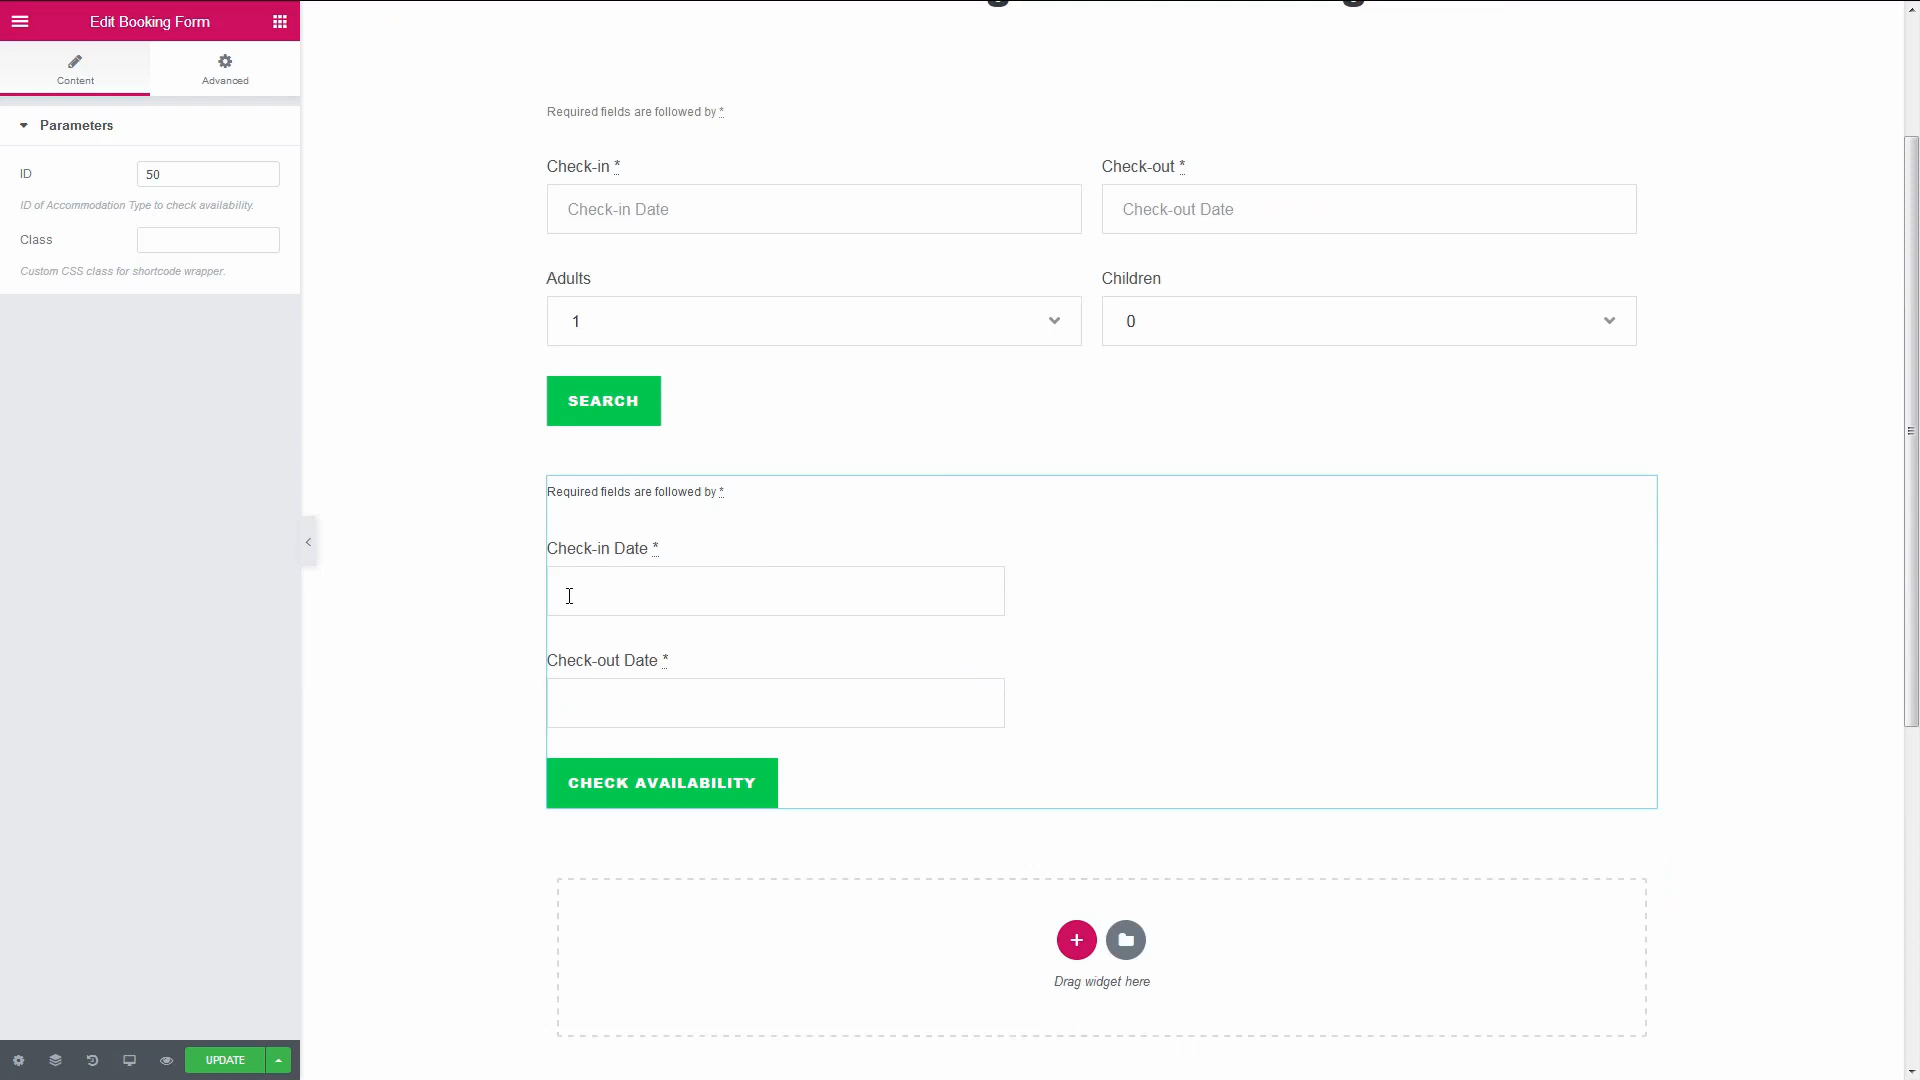 Edit Booking Form
Content
Advanced
Parameters
ID
50
ID of Accommodation Type to check availability.
Class
Custom CSS class for shortcode wrapper.
UPDATE
Required fields are followed by *
Check-in *
Check-out *
Check-in Date
Check-out Date
Adults
Children
1
0
SEARCH
Required fields are followed by *
Check-in Date *
Check-out Date *
CHECK AVAILABILITY
Drag widget here